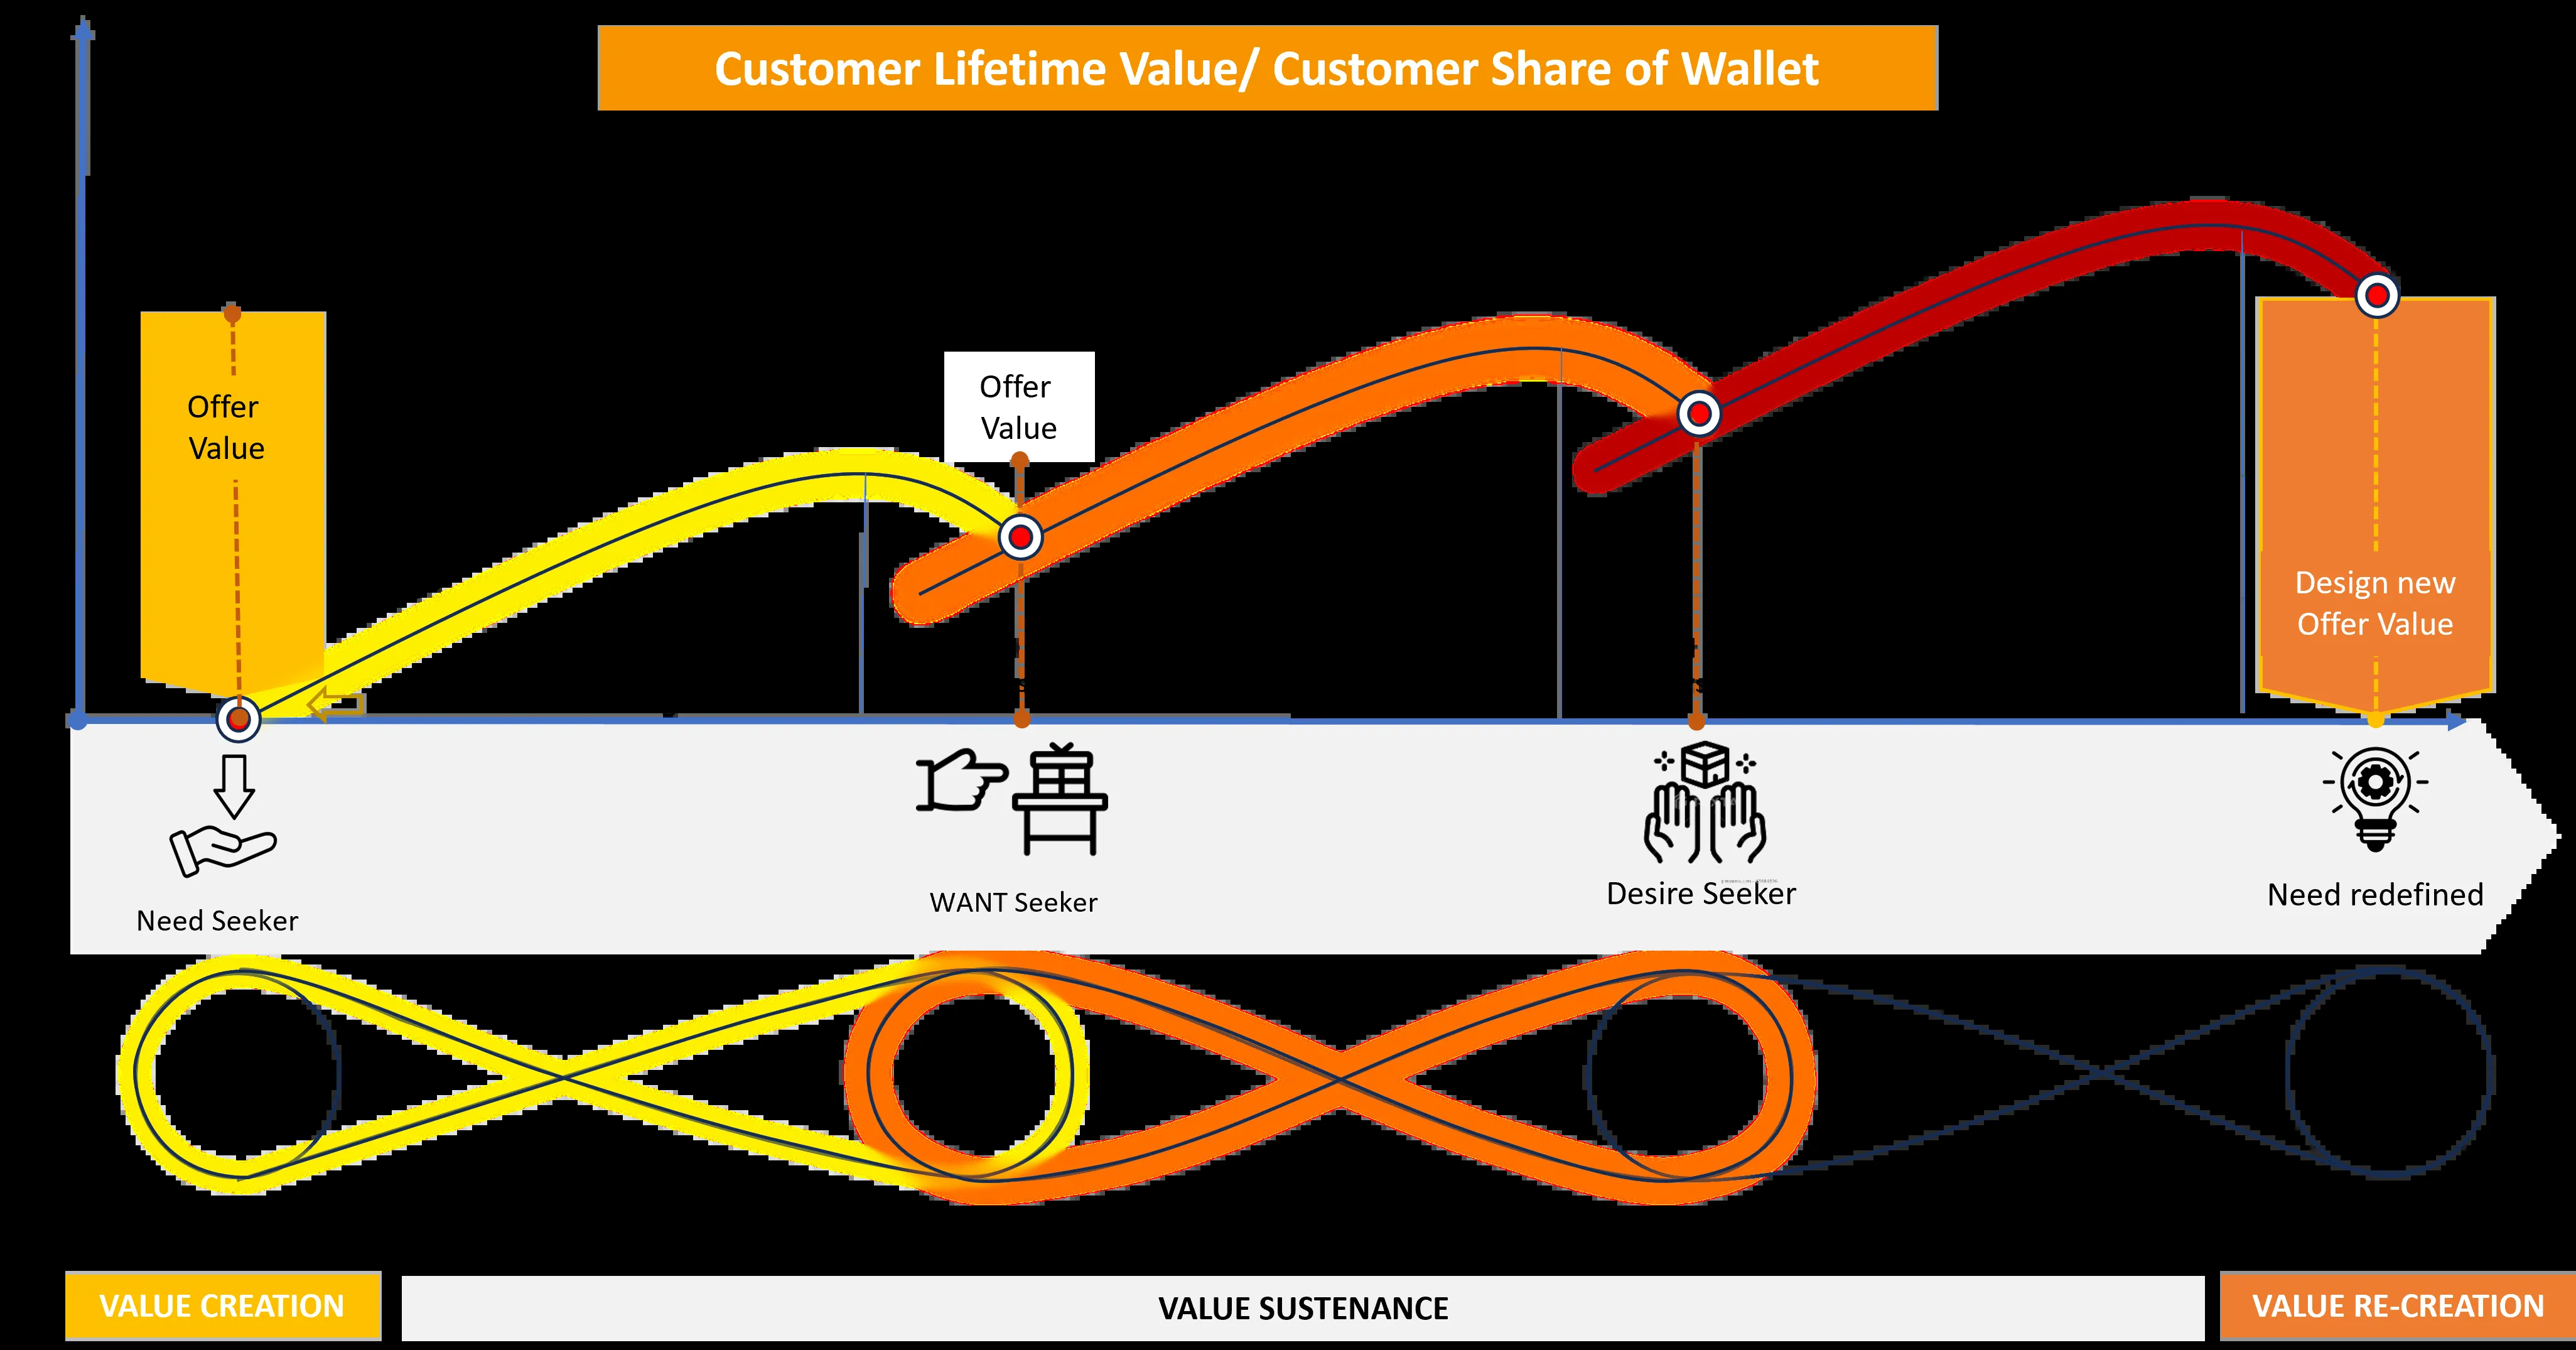 Customer Lifetime Value/ Customer Share of Wallet
Offer
Value
Offer
Value
Design new
Offer Value
Need Seeker
WANT Seeker
Desire Seeker
Need redefined
VALUE CREATION
VALUE SUSTENANCE
VALUE RE-CREATION